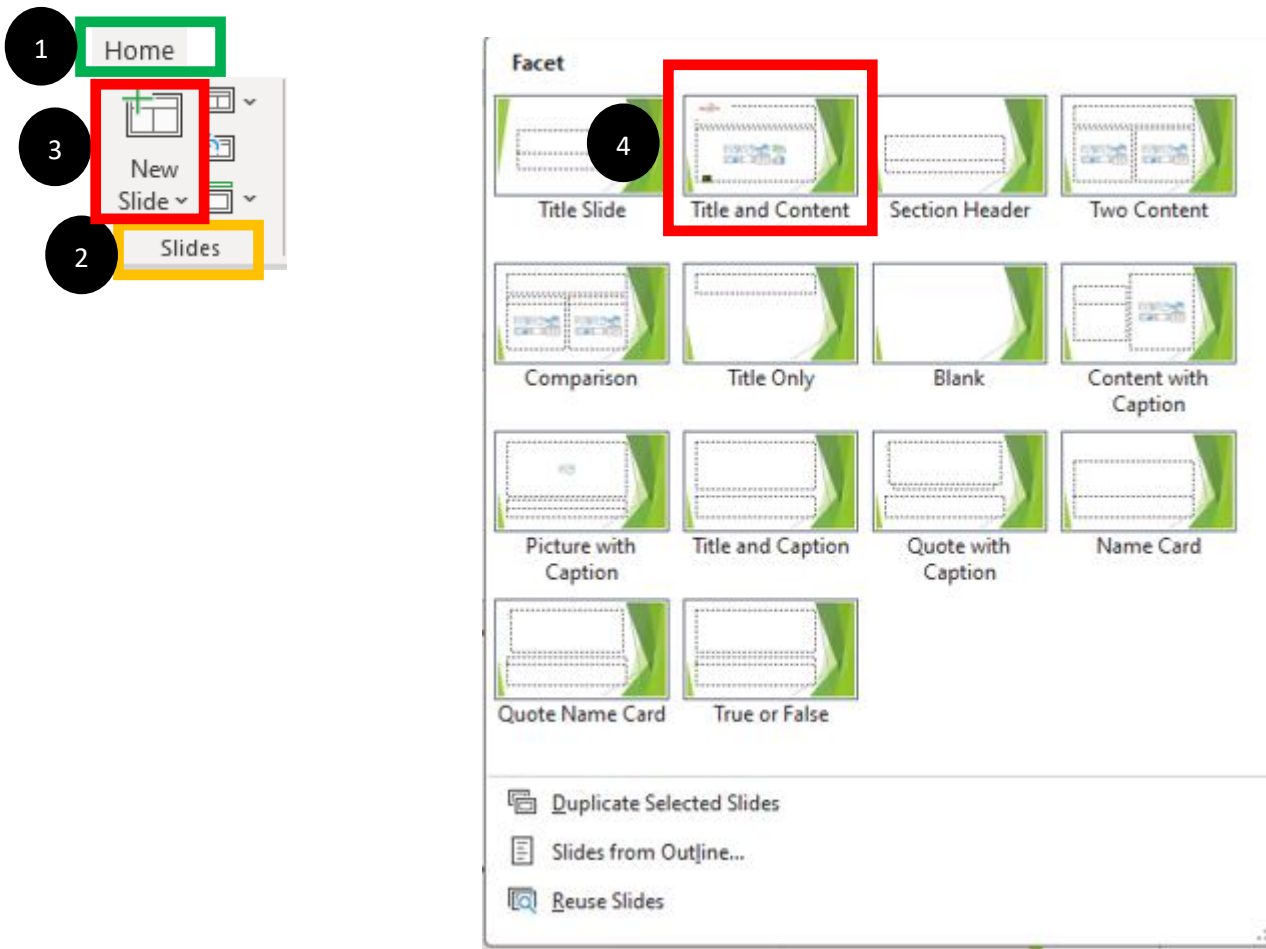 1
Home
3
New
Slide
2
Slides
Facet
4
Title Slide
Title and Content
Section Header
Two Content
Comparison
Title Only
Blank
Content with
Caption
Picture with
Caption
Title and Caption
Quote with
Caption
Name Card
Quote Name Card
True or False
Duplicate Selected Slides
Slides from Outline...
Reuse Slides